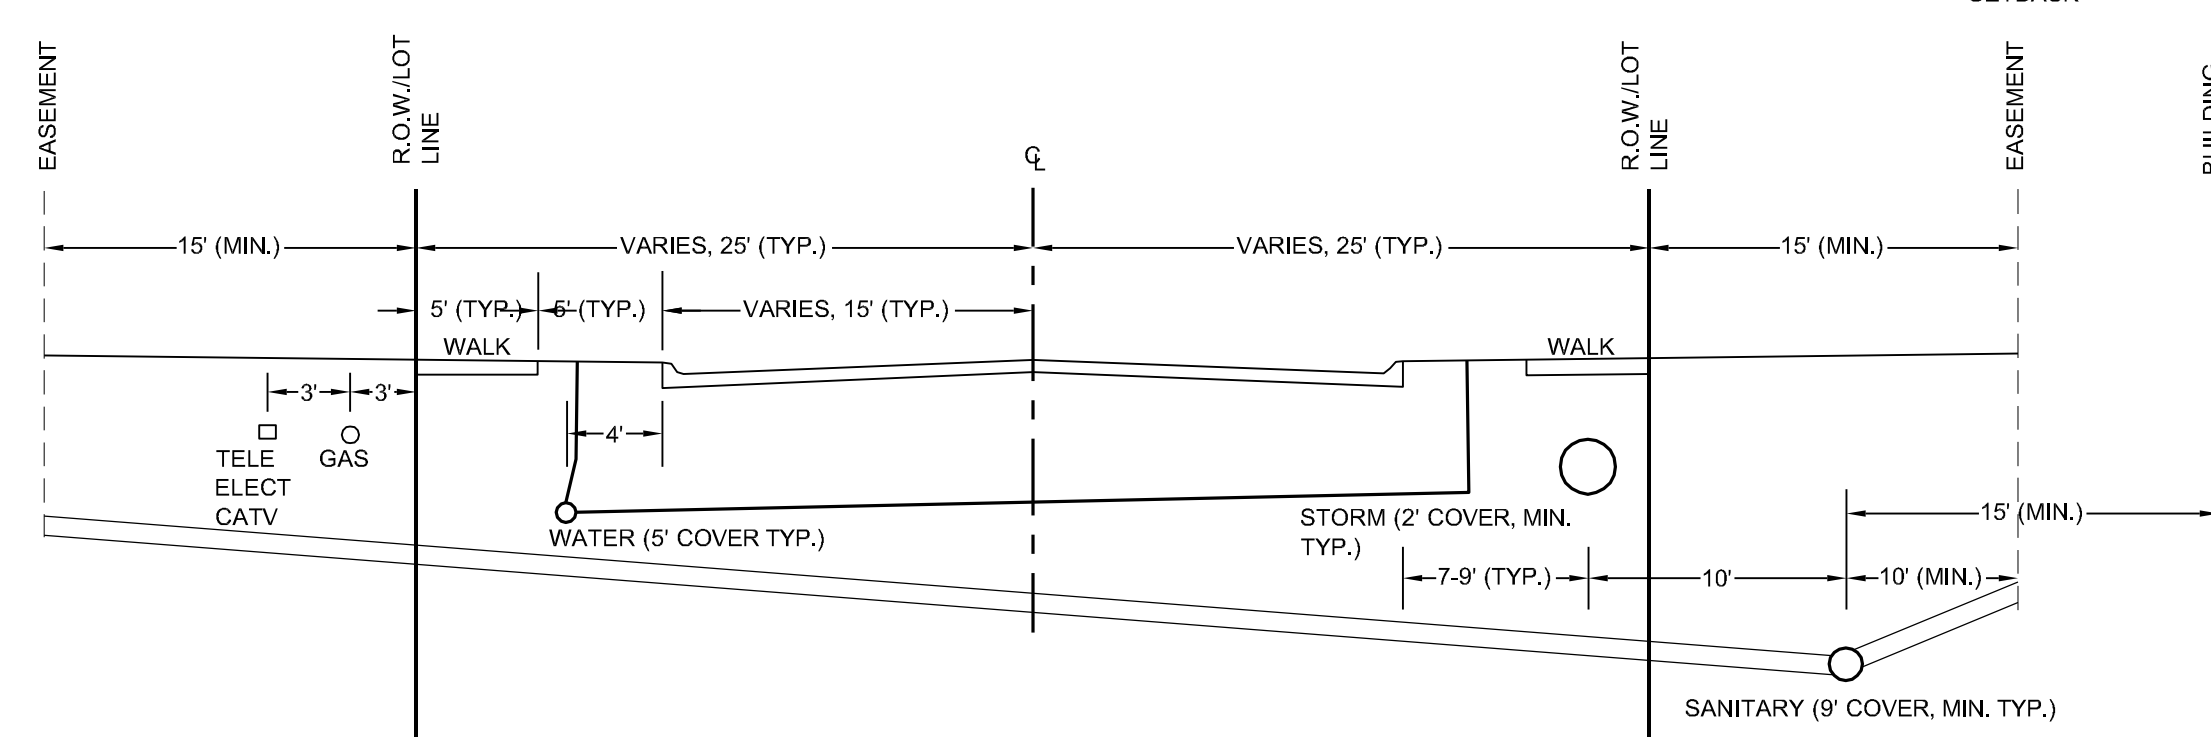 EASEMENT
R.O.W./LOT
LINE
℄
R.O.W./LOT
LINE
EASEMENT
15' (MIN.)
VARIES, 25' (TYP.)
VARIES, 25' (TYP.)
15' (MIN.)
5' (TYP.)
5' (TYP.)
VARIES, 15' (TYP.)
WALK
WALK
3'
3'
4'
TELE
ELECT
CATV
GAS
WATER (5' COVER TYP.)
STORM (2' COVER, MIN.
TYP.)
15' (MIN.)
7-9' (TYP.)
10'
10' (MIN.)
SANITARY (9' COVER, MIN. TYP.)